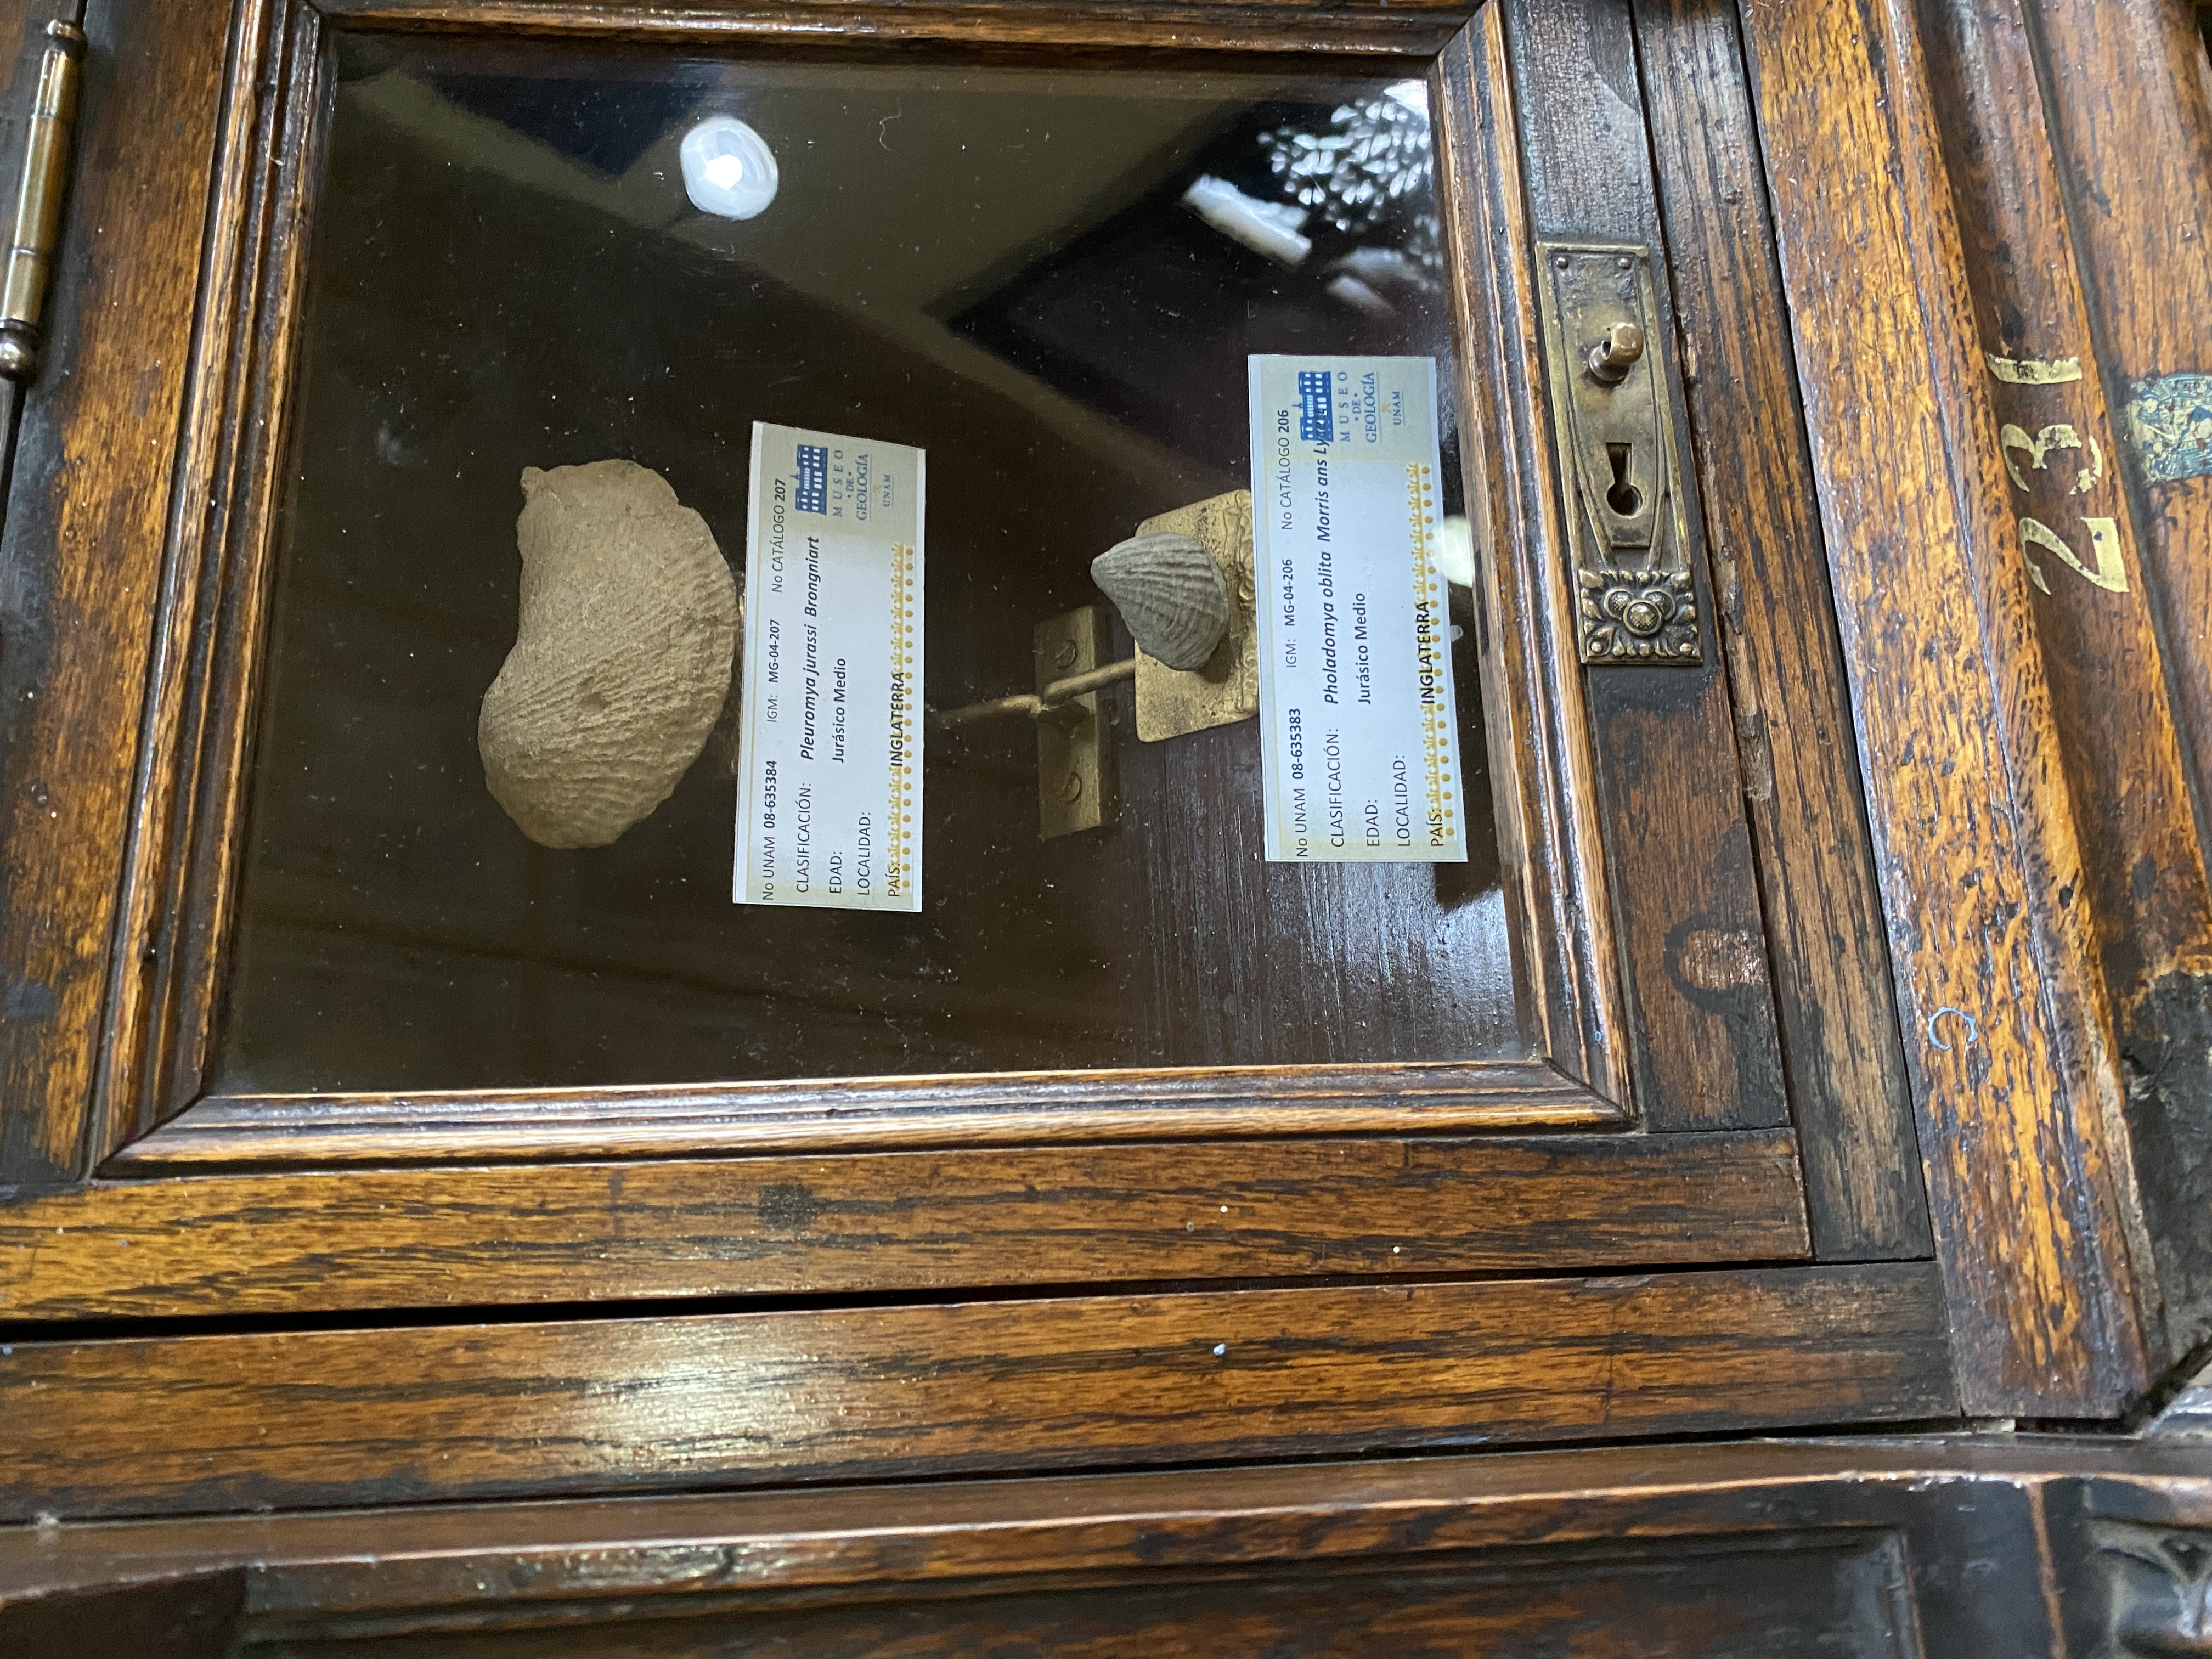 No UNAM 08-635384 IGM: MG-04-207 No CATÁLOGO 207
CLASIFICACIÓN: Pleuromya jurassi Brongniart
EDAD: Jurásico Medio
LOCALIDAD:
PAÍS: INGLATERRA
MUSEO
• DE •
GEOLOGÍA
UNAM
No UNAM 08-635383 IGM: MG-04-206 No CATÁLOGO 206
CLASIFICACIÓN: Pholadomya oblita Morris ans
EDAD: Jurásico Medio
LOCALIDAD:
PAÍS: INGLATERRA
MUSEO
• DE •
GEOLOGÍA
UNAM
231